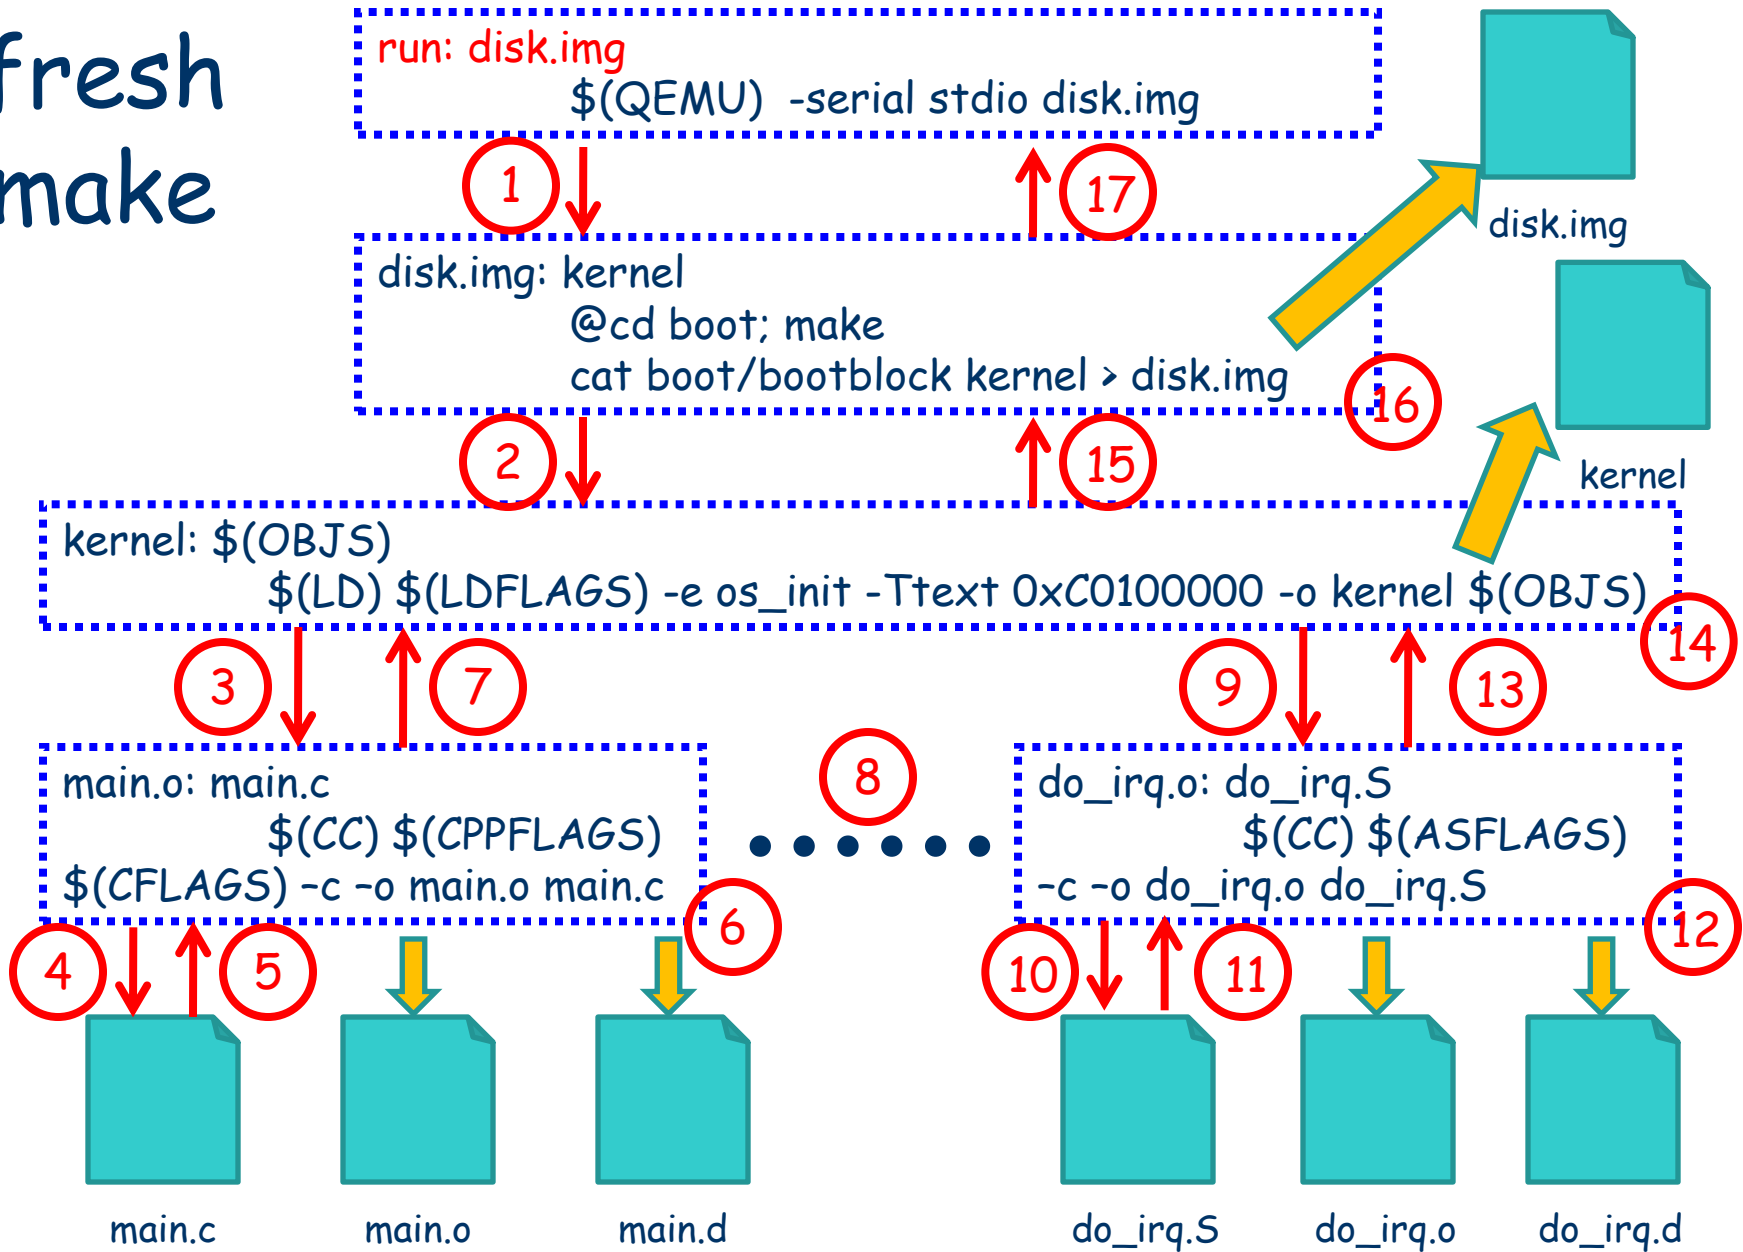 fresh
make
run: disk.img
$(QEMU) -serial stdio disk.img
1
17
disk.img
disk.img: kernel
@cd boot; make
cat boot/bootblock kernel > disk.img
16
2
15
kernel
kernel: $(OBJS)
$(LD) $(LDFLAGS) -e os_init -Ttext 0xC0100000 -o kernel $(OBJS)
14
3
7
9
13
main.o: main.c
$(CC) $(CPPFLAGS)
$(CFLAGS) –c –o main.o main.c
6
8
do_irq.o: do_irq.S
$(CC) $(ASFLAGS)
–c –o do_irq.o do_irq.S
12
4
5
10
11
main.c
main.o
main.d
do_irq.S
do_irq.o
do_irq.d